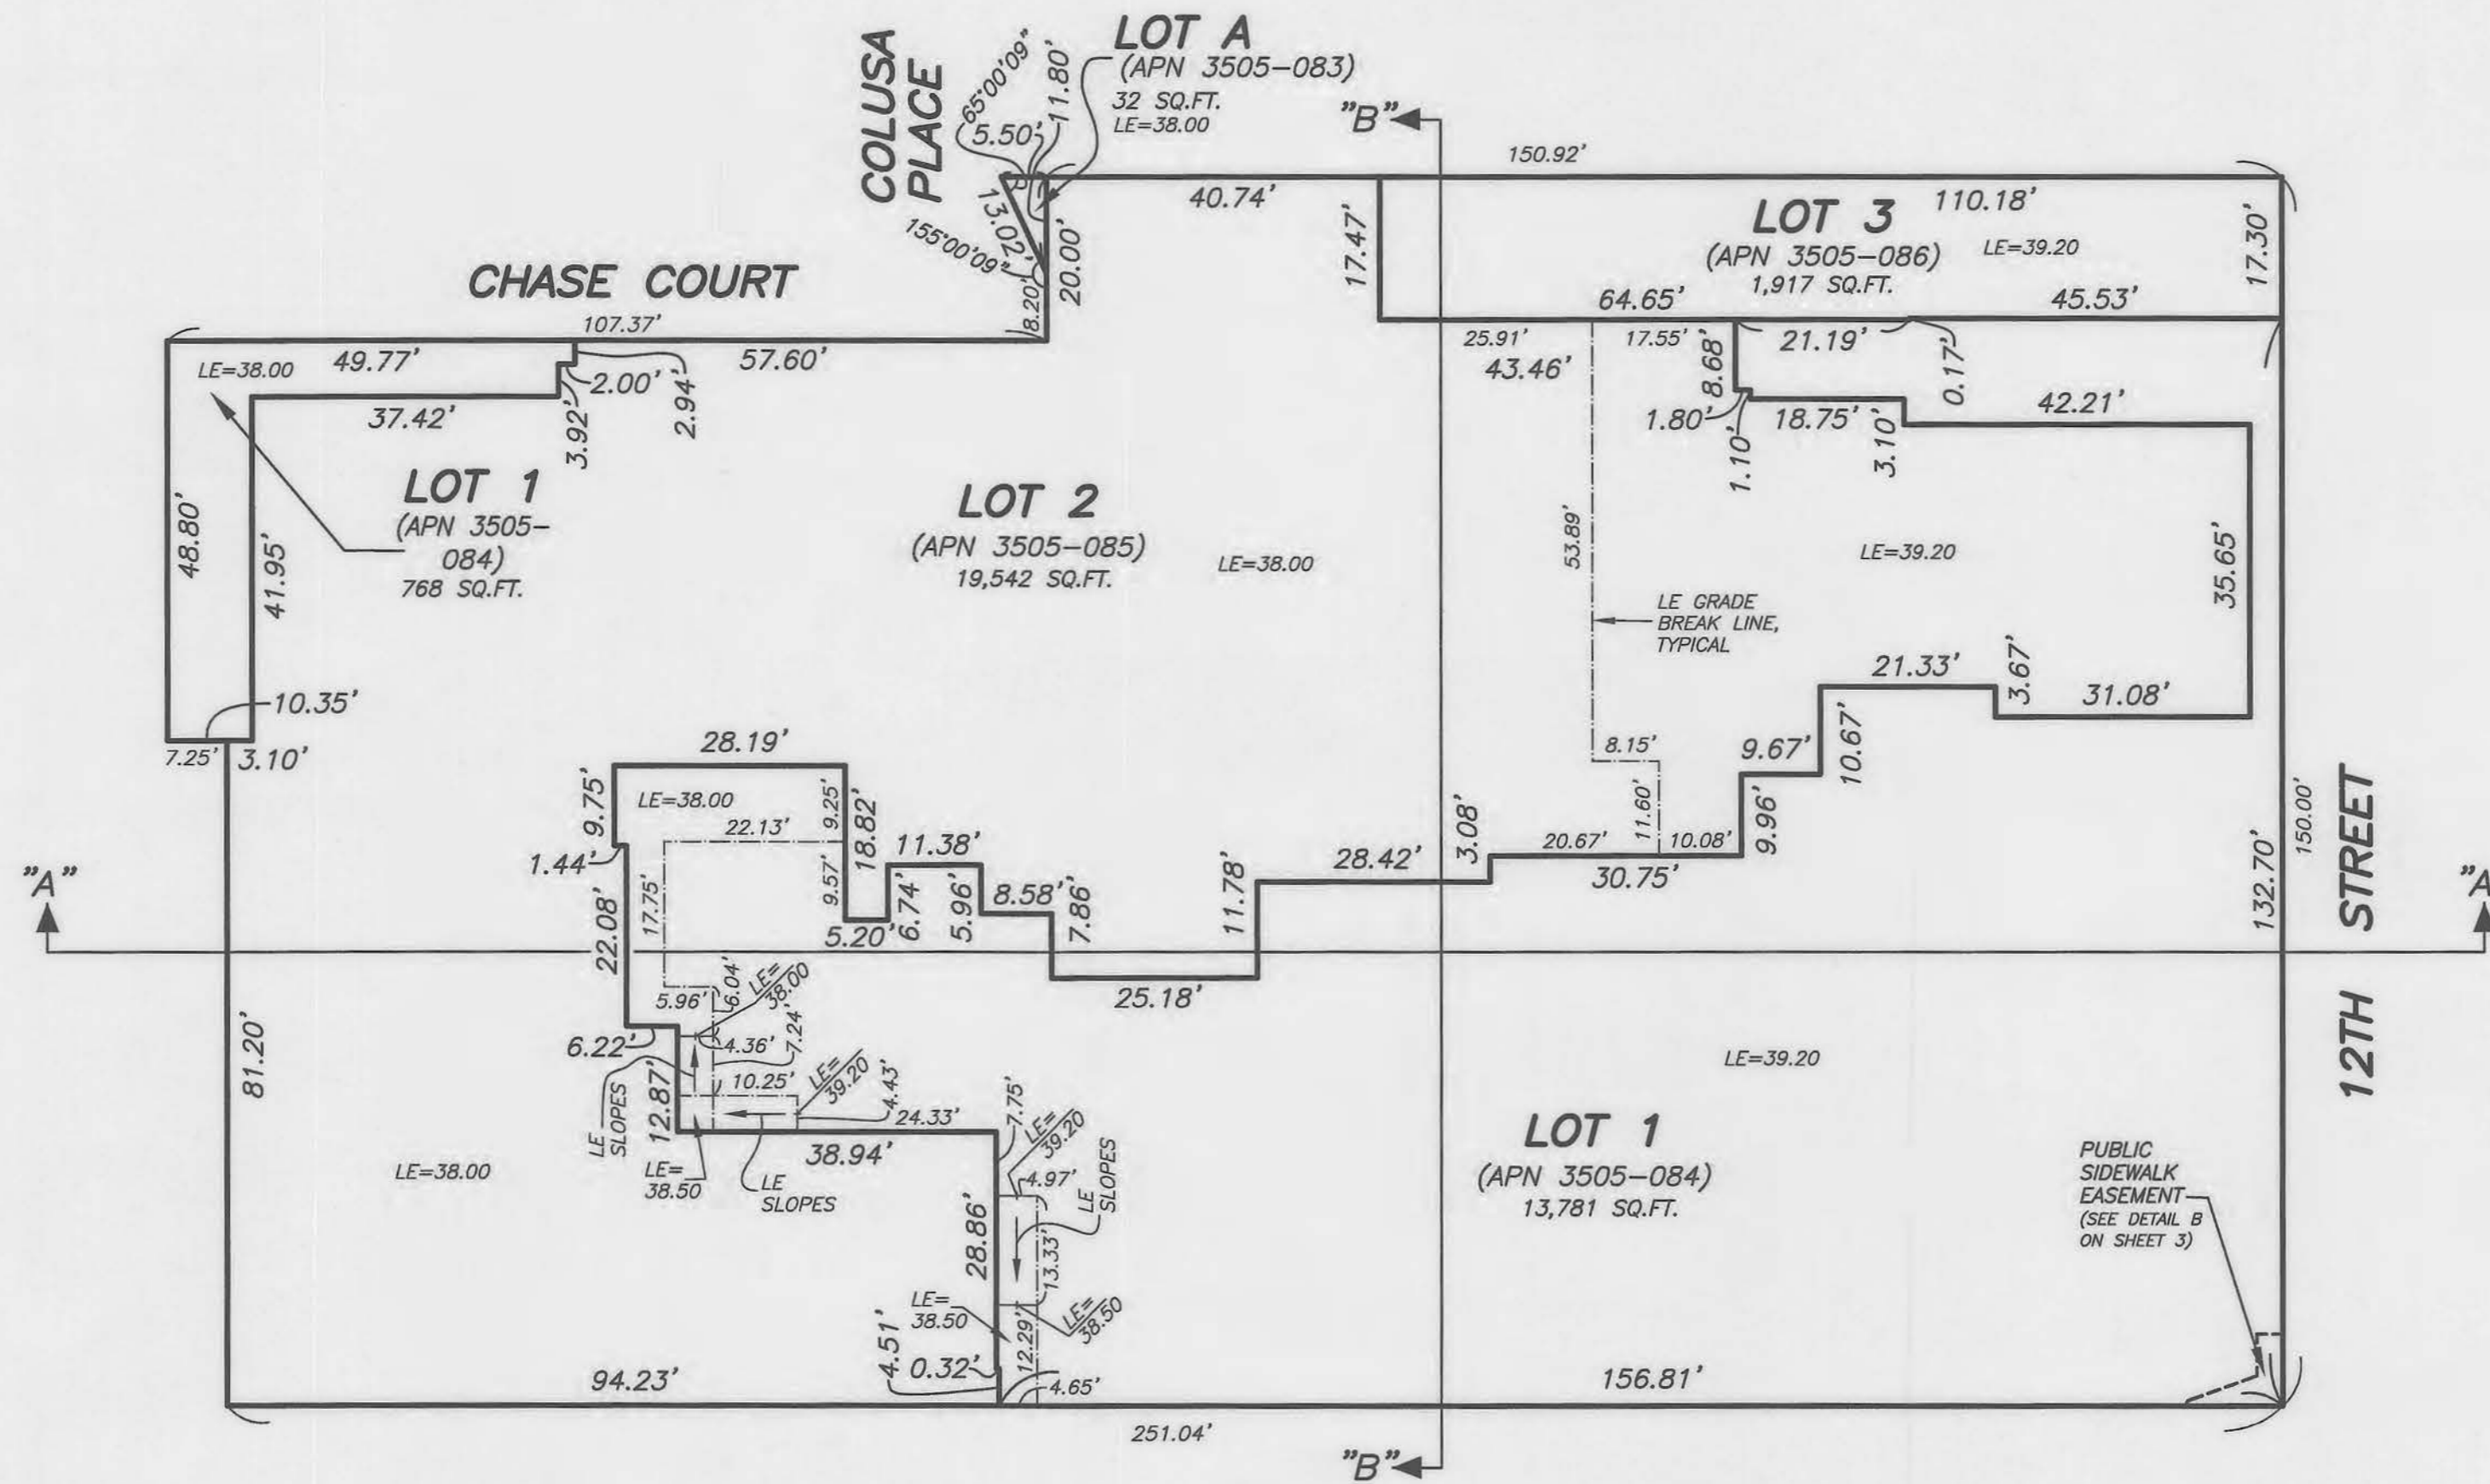 COLUSA
PLACE
65°00'09"
5.50'
11.80'
LOT A
(APN 3505-083)
32 SQ.FT.
LE=38.00
"B"
150.92'
13.02'
155°00'09"
8.20'
20.00'
40.74'
17.47'
LOT 3
(APN 3505-086)
1,917 SQ.FT.
110.18'
LE=39.20
17.30'
CHASE COURT
107.37'
49.77'
57.60'
LE=38.00
2.00'
2.94'
37.42'
3.92'
64.65'
45.53'
25.91'
17.55'
43.46'
8.68'
21.19'
0.17'
1.80'
18.75'
42.21'
1.10'
3.10'
48.80'
41.95'
LOT 1
(APN 3505-
084)
768 SQ.FT.
LOT 2
(APN 3505-085)
19,542 SQ.FT.
LE=38.00
53.89'
LE=39.20
35.65'
LE GRADE
BREAK LINE,
TYPICAL
10.35'
7.25'
3.10'
28.19'
9.75'
LE=38.00
9.25'
22.13'
18.82'
1.44'
11.38'
9.57'
17.75'
22.08'
5.20'
6.74'
5.96'
8.58'
7.86'
11.78'
25.18'
28.42'
3.08'
20.67'
10.08'
30.75'
8.15'
11.60'
9.96'
9.67'
10.67'
21.33'
3.67'
31.08'
132.70'
150.00'
12TH STREET
"A"
"A
81.20'
5.96'
6.04'
LE=
38.00
6.22'
4.36'
7.24'
10.25'
LE=
39.20
4.43'
LE
SLOPES
12.87'
24.33'
38.94'
LE=38.00
LE=
38.50
LE
SLOPES
7.75'
LE=
39.20
4.97'
LE
SLOPES
28.86'
13.33'
LE=
38.50
LE=
38.50
12.29'
4.51'
0.32'
4.65'
94.23'
251.04'
156.81'
LE=39.20
LOT 1
(APN 3505-084)
13,781 SQ.FT.
PUBLIC
SIDEWALK
EASEMENT
(SEE DETAIL B
ON SHEET 3)
"B"